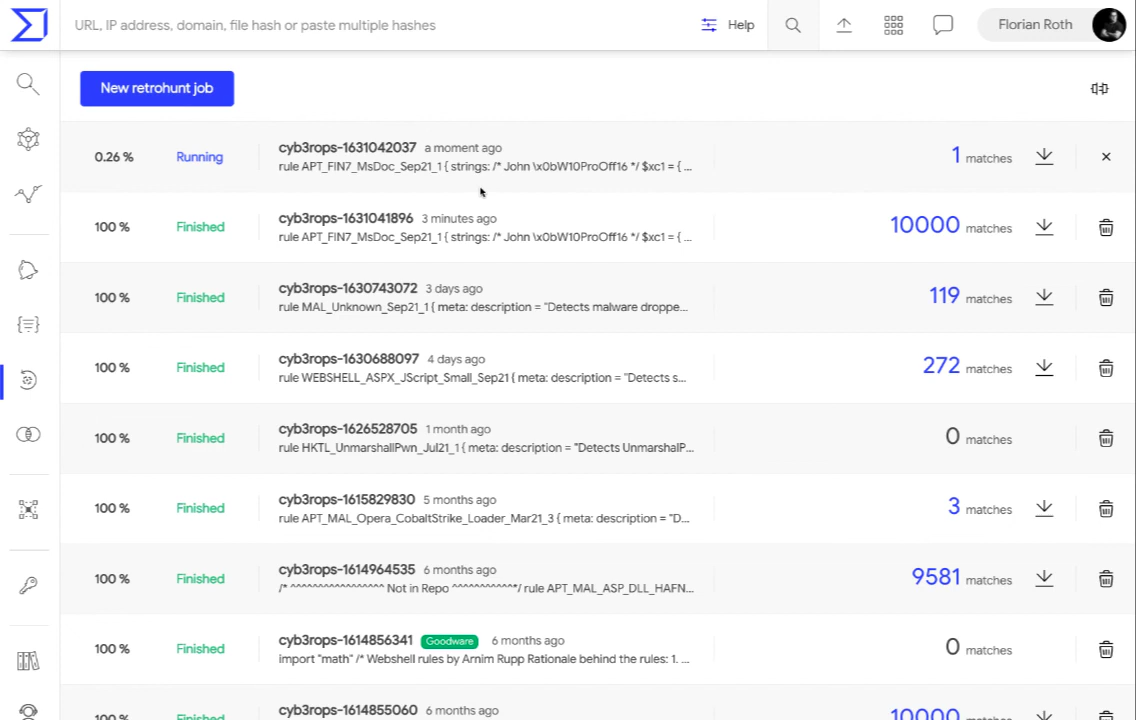 URL, IP address, domain, file hash or paste multiple hashes
Help
Florian Roth
New retrohunt job
0.26 %
Running
cyb3rops-1631042037 a moment ago
rule APT_FIN7_MsDoc_Sep21_1 { strings: /* John \x0bW10ProOff16 */ $xc1 = { ...
1 matches
100 %
Finished
cyb3rops-1631041896 3 minutes ago
rule APT_FIN7_MsDoc_Sep21_1 { strings: /* John \x0bW10ProOff16 */ $xc1 = { ...
10000 matches
100 %
Finished
cyb3rops-1630743072 3 days ago
rule MAL_Unknown_Sep21_1 { meta: description = "Detects malware droppe...
119 matches
100 %
Finished
cyb3rops-1630688097 4 days ago
rule WEBSHELL_ASPX_JScript_Small_Sep21 { meta: description = "Detects s...
272 matches
100 %
Finished
cyb3rops-1626528705 1 month ago
rule HKTL_UnmarshallPwn_Jul21_1 { meta: description = "Detects UnmarshalP...
0 matches
100 %
Finished
cyb3rops-1615829830 5 months ago
rule APT_MAL_Opera_CobaltStrike_Loader_Mar21_3 { meta: description = "D...
3 matches
100 %
Finished
cyb3rops-1614964535 6 months ago
/* ^^^^^^^^^^^^^^^^^ Not in Repo ^^^^^^^^^^^^*/ rule APT_MAL_ASP_DLL_HAFN...
9581 matches
100 %
Finished
cyb3rops-1614856341 Goodware 6 months ago
import "math" /* Webshell rules by Arnim Rupp Rationale behind the rules: 1. ...
0 matches
100 %
Finished
cyb3rops-1614855060 6 months ago
10000 matches